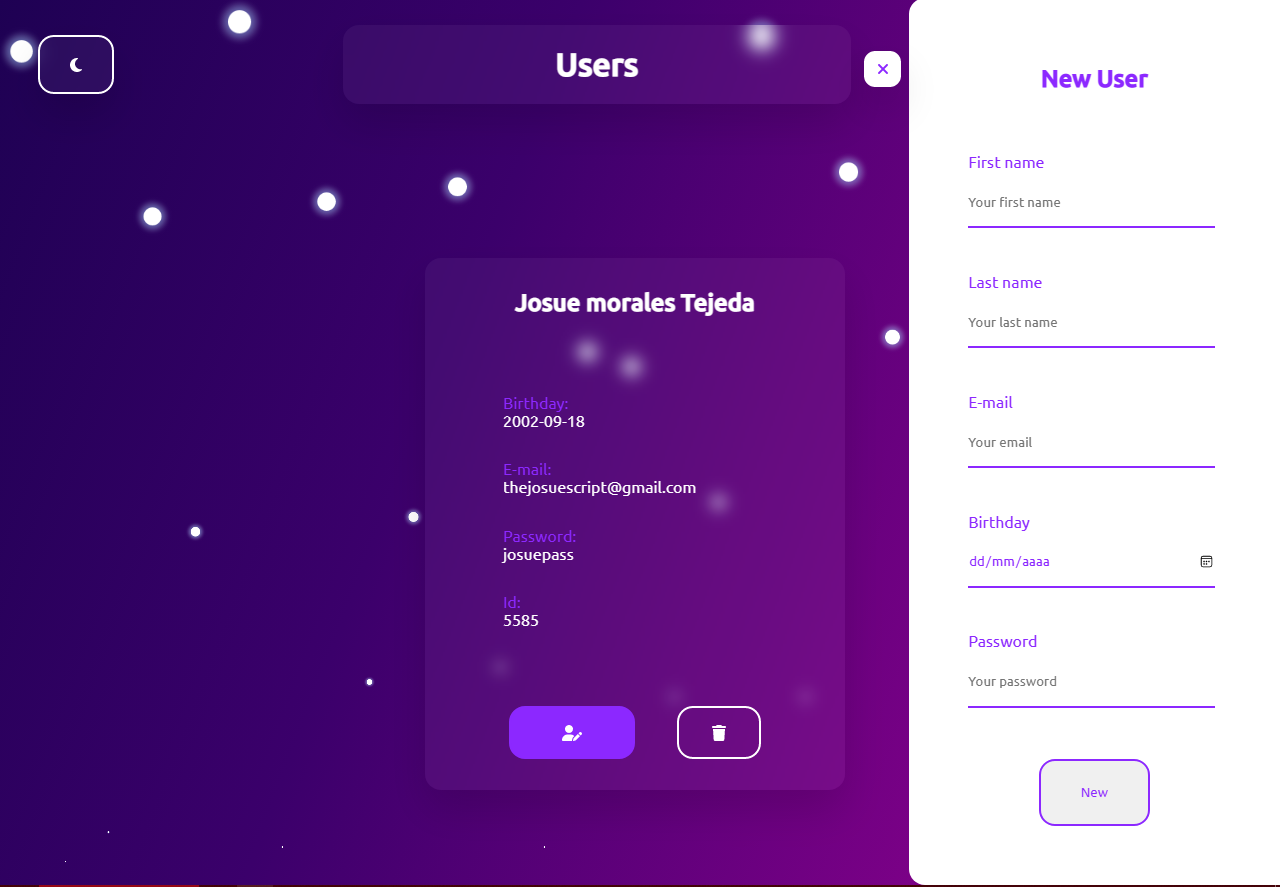 Users
Josue morales Tejeda
Birthday:
2002-09-18
E-mail:
thejosuescript@gmail.com
Password:
josuepass
Id:
5585
New User
First name
Your first name
Last name
Your last name
E-mail
Your email
Birthday
dd/mm/aaaa
Password
Your password
New